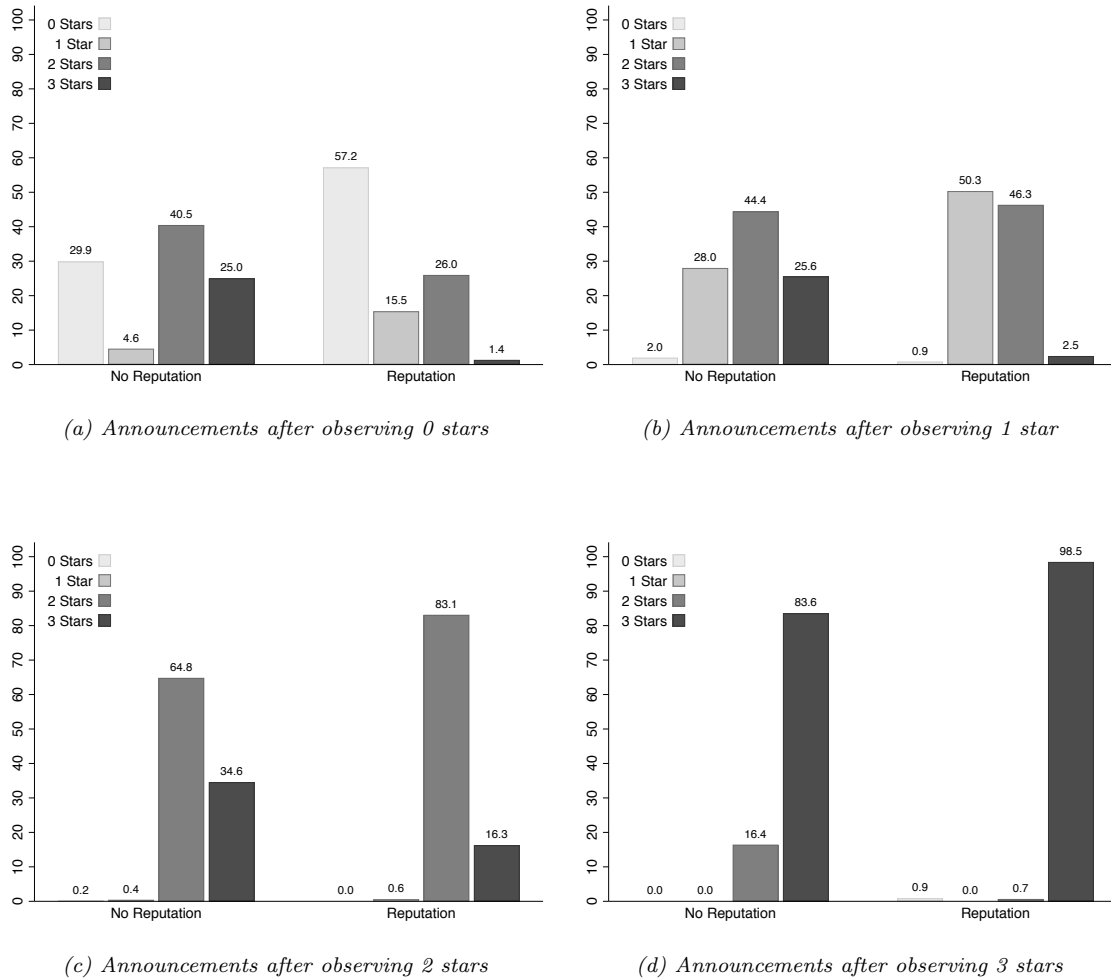 0 Stars
1 Star
2 Stars
3 Stars
0 10 20 30 40 50 60 70 80 90 100
29.9 4.6 40.5 25.0 57.2 15.5 26.0 1.4
No Reputation Reputation
(a) Announcements after observing 0 stars
0 Stars
1 Star
2 Stars
3 Stars
0 10 20 30 40 50 60 70 80 90 100
2.0 28.0 44.4 25.6 0.9 50.3 46.3 2.5
No Reputation Reputation
(b) Announcements after observing 1 star
0 Stars
1 Star
2 Stars
3 Stars
0 10 20 30 40 50 60 70 80 90 100
0.2 0.4 64.8 34.6 0.0 0.6 83.1 16.3
No Reputation Reputation
(c) Announcements after observing 2 stars
0 Stars
1 Star
2 Stars
3 Stars
0 10 20 30 40 50 60 70 80 90 100
0.0 0.0 16.4 83.6 0.9 0.0 0.7 98.5
No Reputation Reputation
(d) Announcements after observing 3 stars